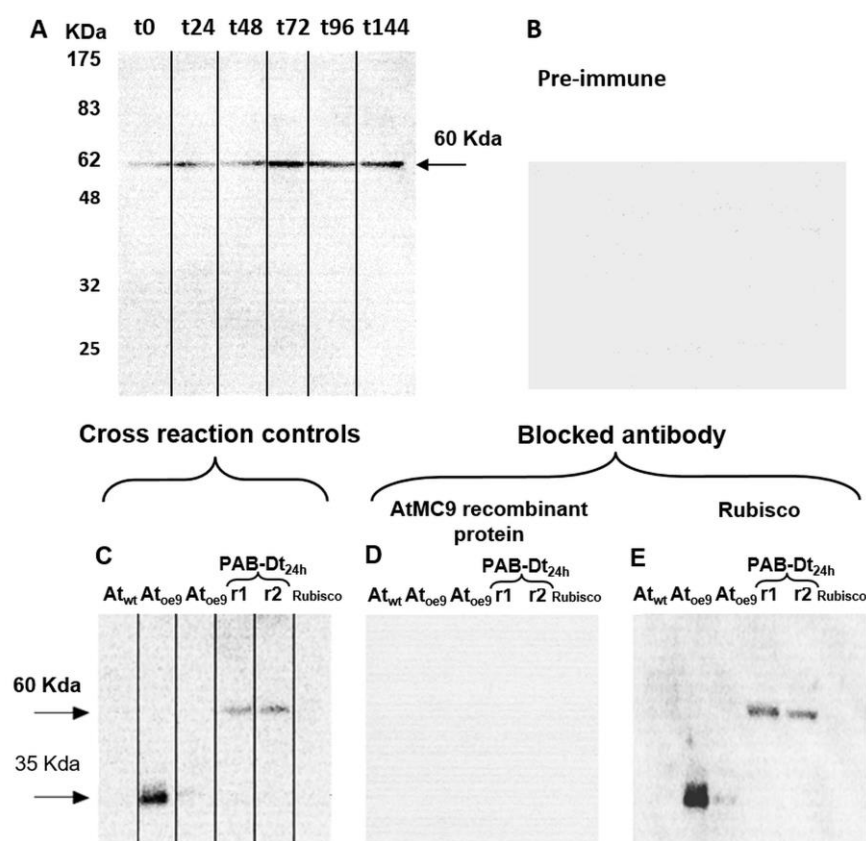 A KDa t0 t24 t48 t72 t96 t144
175
83
62
48
32
25
60 Kda
B
Pre-immune
Cross reaction controls
Blocked antibody
AtMC9 recombinant
protein
Rubisco
C
PAB-Dt24h
Atwt Atoe9 Atoe9 r1 r2 Rubisco
60 Kda
35 Kda
D
PAB-Dt24h
Atwt Atoe9 Atoe9 r1 r2 Rubisco
E
PAB-Dt24h
Atwt Atoe9 Atoe9 r1 r2 Rubisco